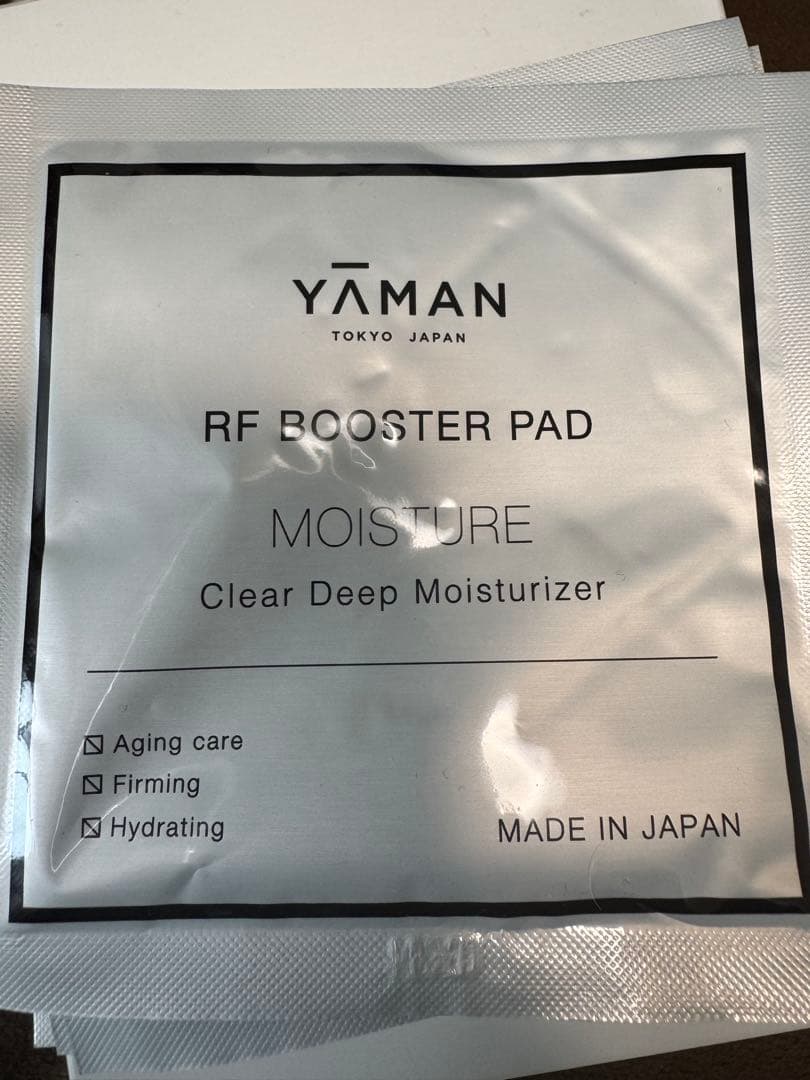 YĀMAN
TOKYO JAPAN
RF BOOSTER PAD
MOISTURE
Clear Deep Moisturizer
Aging care
Firming
Hydrating
MADE IN JAPAN